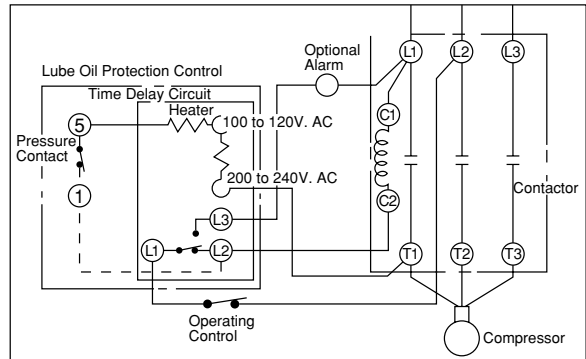 Optional
Alarm
L1
L2
L3
Lube Oil Protection Control
Time Delay Circuit
Heater
5
100 to 120V. AC
C1
Pressure
Contact
200 to 240V. AC
Contactor
1
C2
L3
L1
L2
T1
T2
T3
Operating
Control
Compressor